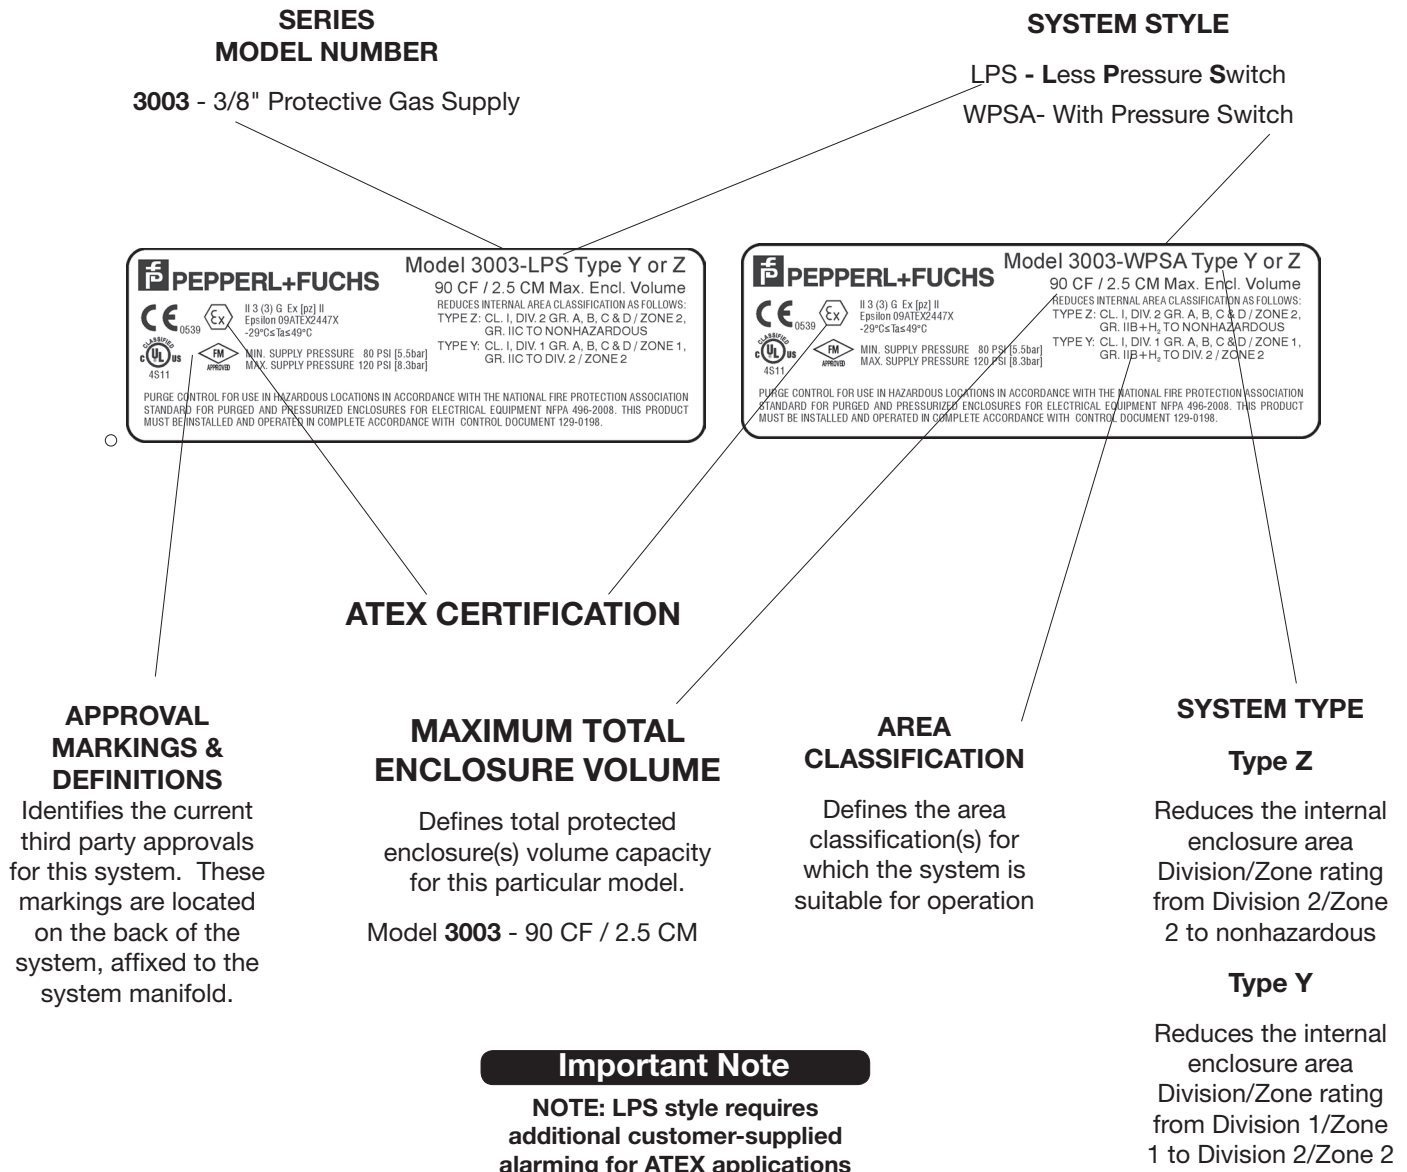 SERIES
MODEL NUMBER
3003 - 3/8" Protective Gas Supply
SYSTEM STYLE
LPS - Less Pressure Switch
WPSA- With Pressure Switch
PEPPERL+FUCHS
Model 3003-LPS Type Y or Z
90 CF / 2.5 CM Max. Encl. Volume
REDUCES INTERNAL AREA CLASSIFICATION AS FOLLOWS:
TYPE Z: CL. I, DIV. 2 GR. A, B, C & D / ZONE 2,
GR. IIC TO NONHAZARDOUS
TYPE Y: CL. I, DIV. 1 GR. A, B, C & D / ZONE 1,
GR. IIC TO DIV. 2 / ZONE 2
CE 0539
Ex
II 3 (3) G Ex [pz] II
Epsilon 09ATEX2447X
-29°C≤Ta≤49°C
CLASSIFIED
C UL US
4S11
FM
APPROVED
MIN. SUPPLY PRESSURE 80 PSI [5.5bar]
MAX. SUPPLY PRESSURE 120 PSI [8.3bar]
PURGE CONTROL FOR USE IN HAZARDOUS LOCATIONS IN ACCORDANCE WITH THE NATIONAL FIRE PROTECTION ASSOCIATION
STANDARD FOR PURGED AND PRESSURIZED ENCLOSURES FOR ELECTRICAL EQUIPMENT NFPA 496-2008. THIS PRODUCT
MUST BE INSTALLED AND OPERATED IN COMPLETE ACCORDANCE WITH CONTROL DOCUMENT 129-0198.
PEPPERL+FUCHS
Model 3003-WPSA Type Y or Z
90 CF / 2.5 CM Max. Encl. Volume
REDUCES INTERNAL AREA CLASSIFICATION AS FOLLOWS:
TYPE Z: CL. I, DIV. 2 GR. A, B, C & D / ZONE 2,
GR. IIB+H₂ TO NONHAZARDOUS
TYPE Y: CL. I, DIV. 1 GR. A, B, C & D / ZONE 1,
GR. IIB+H₂ TO DIV. 2 / ZONE 2
CE 0539
Ex
II 3 (3) G Ex [pz] II
Epsilon 09ATEX2447X
-29°C≤Ta≤49°C
CLASSIFIED
C UL US
4S11
FM
APPROVED
MIN. SUPPLY PRESSURE 80 PSI [5.5bar]
MAX. SUPPLY PRESSURE 120 PSI [8.3bar]
PURGE CONTROL FOR USE IN HAZARDOUS LOCATIONS IN ACCORDANCE WITH THE NATIONAL FIRE PROTECTION ASSOCIATION
STANDARD FOR PURGED AND PRESSURIZED ENCLOSURES FOR ELECTRICAL EQUIPMENT NFPA 496-2008. THIS PRODUCT
MUST BE INSTALLED AND OPERATED IN COMPLETE ACCORDANCE WITH CONTROL DOCUMENT 129-0198.
ATEX CERTIFICATION
APPROVAL
MARKINGS &
DEFINITIONS
Identifies the current
third party approvals
for this system. These
markings are located
on the back of the
system, affixed to the
system manifold.
MAXIMUM TOTAL
ENCLOSURE VOLUME
Defines total protected
enclosure(s) volume capacity
for this particular model.
Model 3003 - 90 CF / 2.5 CM
AREA
CLASSIFICATION
Defines the area
classification(s) for
which the system is
suitable for operation
SYSTEM TYPE
Type Z
Reduces the internal
enclosure area
Division/Zone rating
from Division 2/Zone
2 to nonhazardous
Type Y
Reduces the internal
enclosure area
Division/Zone rating
from Division 1/Zone
1 to Division 2/Zone 2
Important Note
NOTE: LPS style requires
additional customer-supplied
alarming for ATEX applications